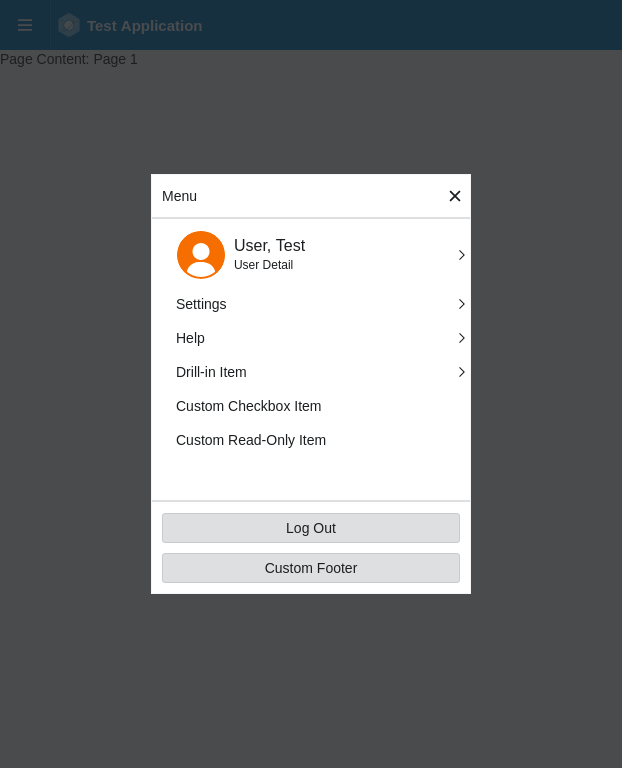 Test Application
Page Content: Page 1
Menu
User, Test
User Detail
Settings
Help
Drill-in Item
Custom Checkbox Item
Custom Read-Only Item
Log Out
Custom Footer